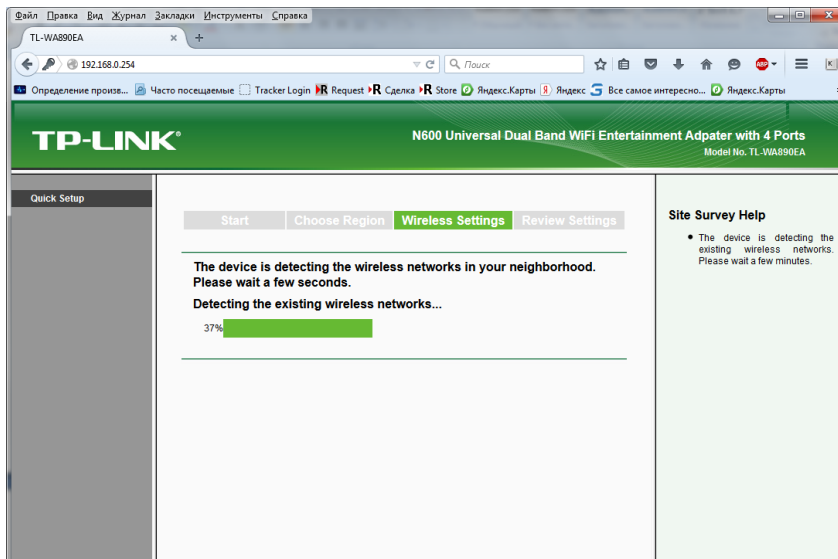 Файл Правка Вид Журнал Закладки Инструменты Справка
TL-WA890EA
192.168.0.254
Поиск
ABP
Определение произв... Часто посещаемые Tracker Login R Request R Сделка R Store Яндекс.Карты Я Яндекс Все самое интересно... Яндекс.Карты
TP-LINK®
N600 Universal Dual Band WiFi Entertainment Adpater with 4 Ports
Model No. TL-WA890EA
Quick Setup
Start Choose Region Wireless Settings Review Settings
The device is detecting the wireless networks in your neighborhood.
Please wait a few seconds.
Detecting the existing wireless networks...
37%
Site Survey Help
The device is detecting the
existing wireless networks.
Please wait a few minutes.